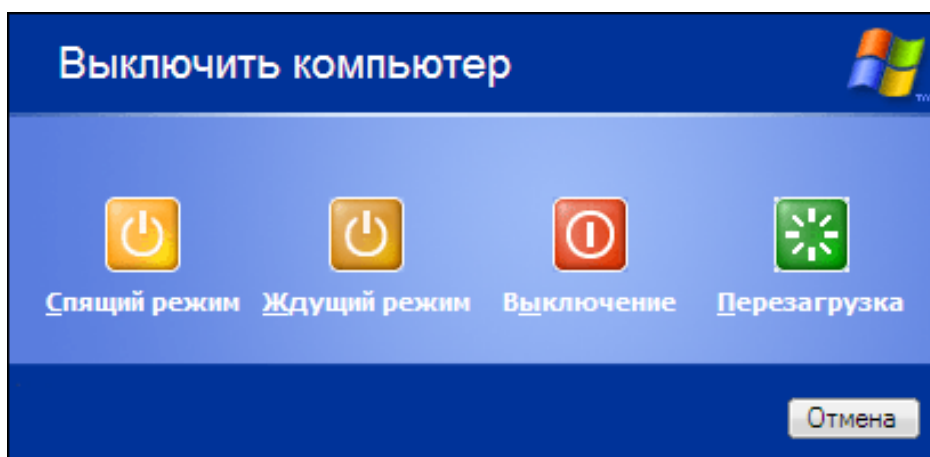 Выключить компьютер
Спящий режим Ждущий режим Выключение Перезагрузка
Отмена